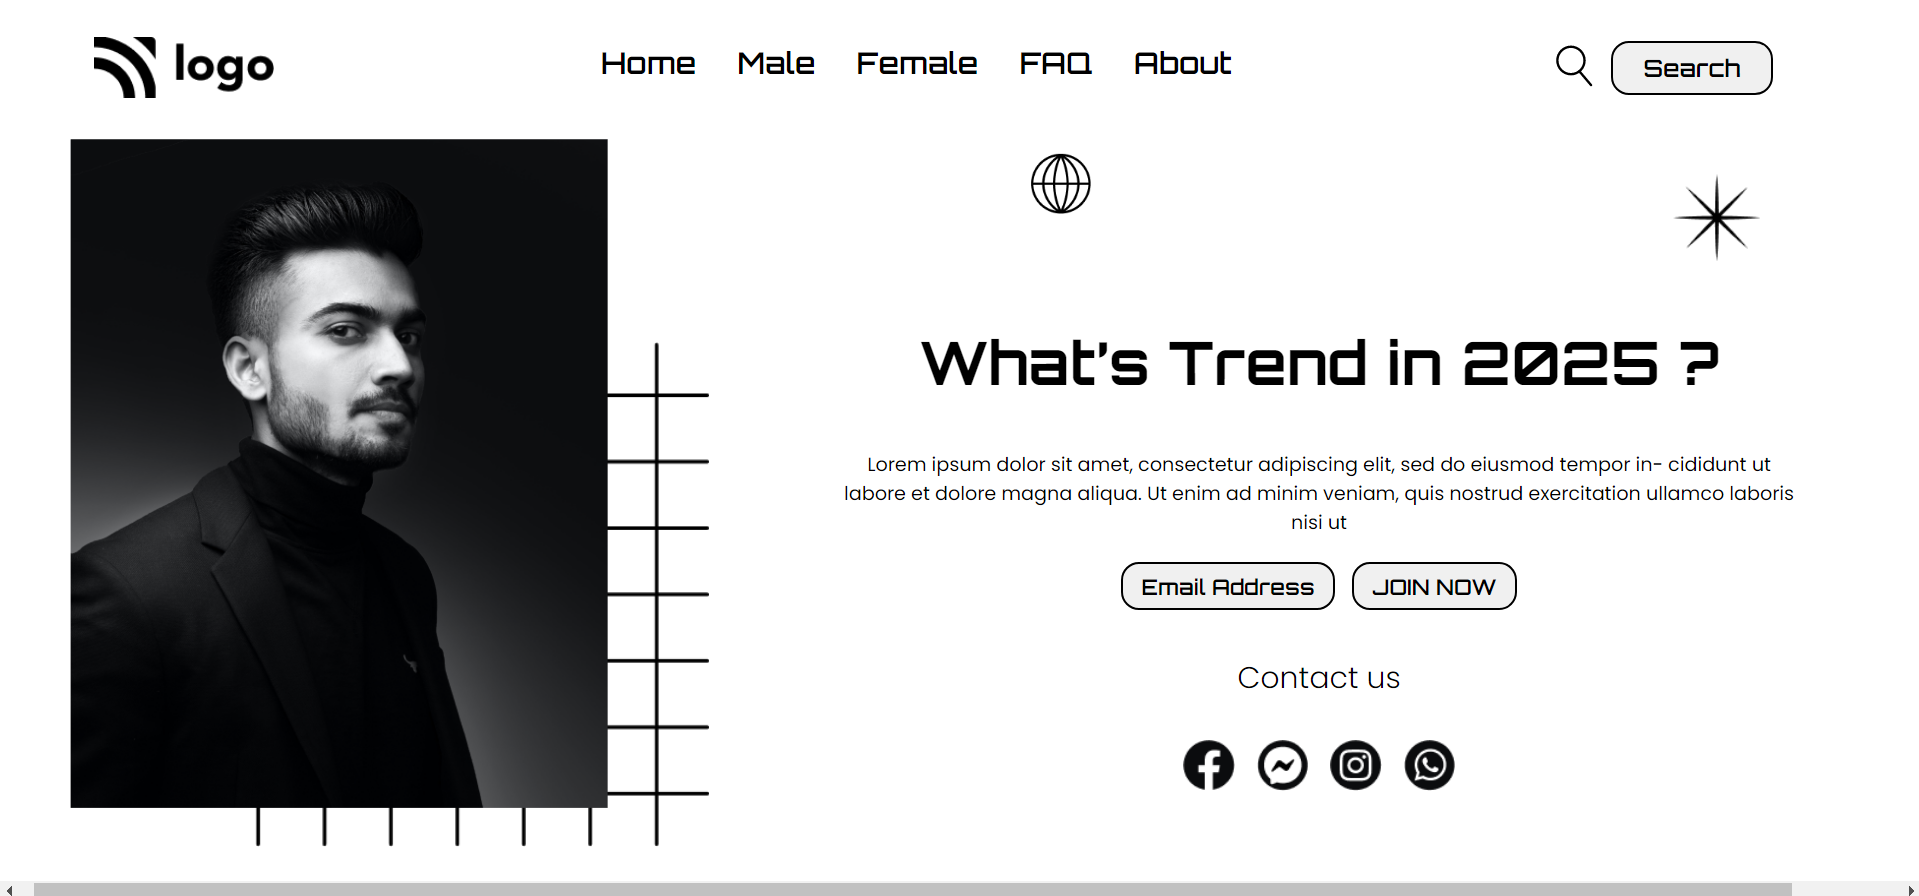 logo
Home Male Female FAQ About
Search
What's Trend in 2025 ?
Lorem ipsum dolor sit amet, consectetur adipiscing elit, sed do eiusmod tempor in- cididunt ut
labore et dolore magna aliqua. Ut enim ad minim veniam, quis nostrud exercitation ullamco laboris
nisi ut
Email Address JOIN NOW
Contact us